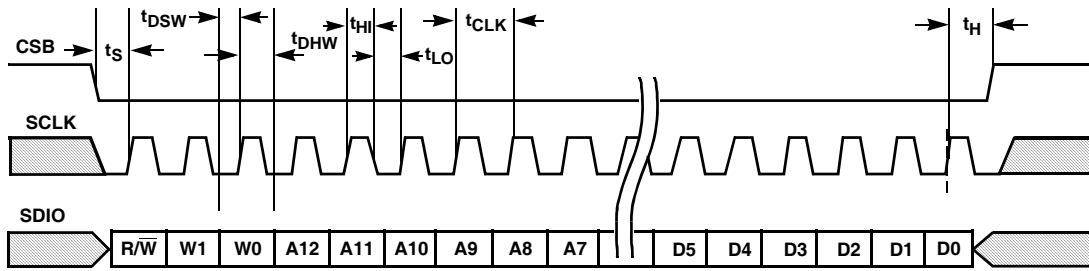 tDSW tHI tCLK tH
CSB tS tDHW tLO
SCLK
SDIO
R/W̅ W1 W0 A12 A11 A10 A9 A8 A7 D5 D4 D3 D2 D1 D0